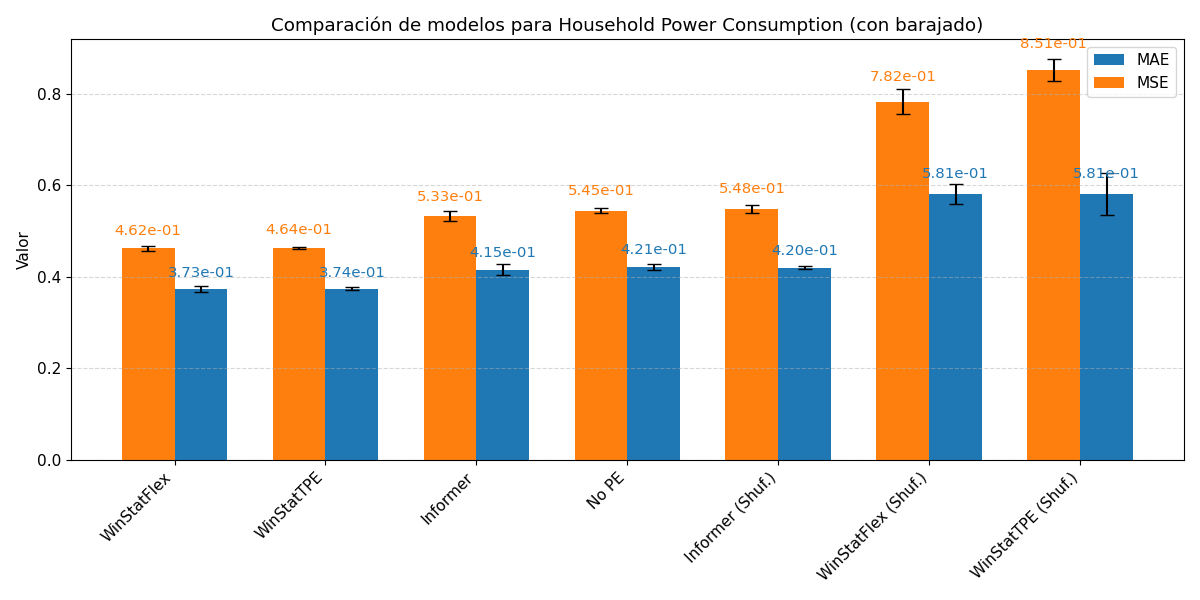 Comparación de modelos para Household Power Consumption (con barajado)
MAE
MSE
Valor
0.8
0.6
0.4
0.2
0.0
4.62e-01
3.73e-01
4.64e-01
3.74e-01
5.33e-01
4.15e-01
5.45e-01
4.21e-01
5.48e-01
4.20e-01
7.82e-01
5.81e-01
8.51e-01
5.81e-01
WinStatFlex
WinStatTPE
Informer
No PE
Informer (Shuf.)
WinStatFlex (Shuf.)
WinStatTPE (Shuf.)